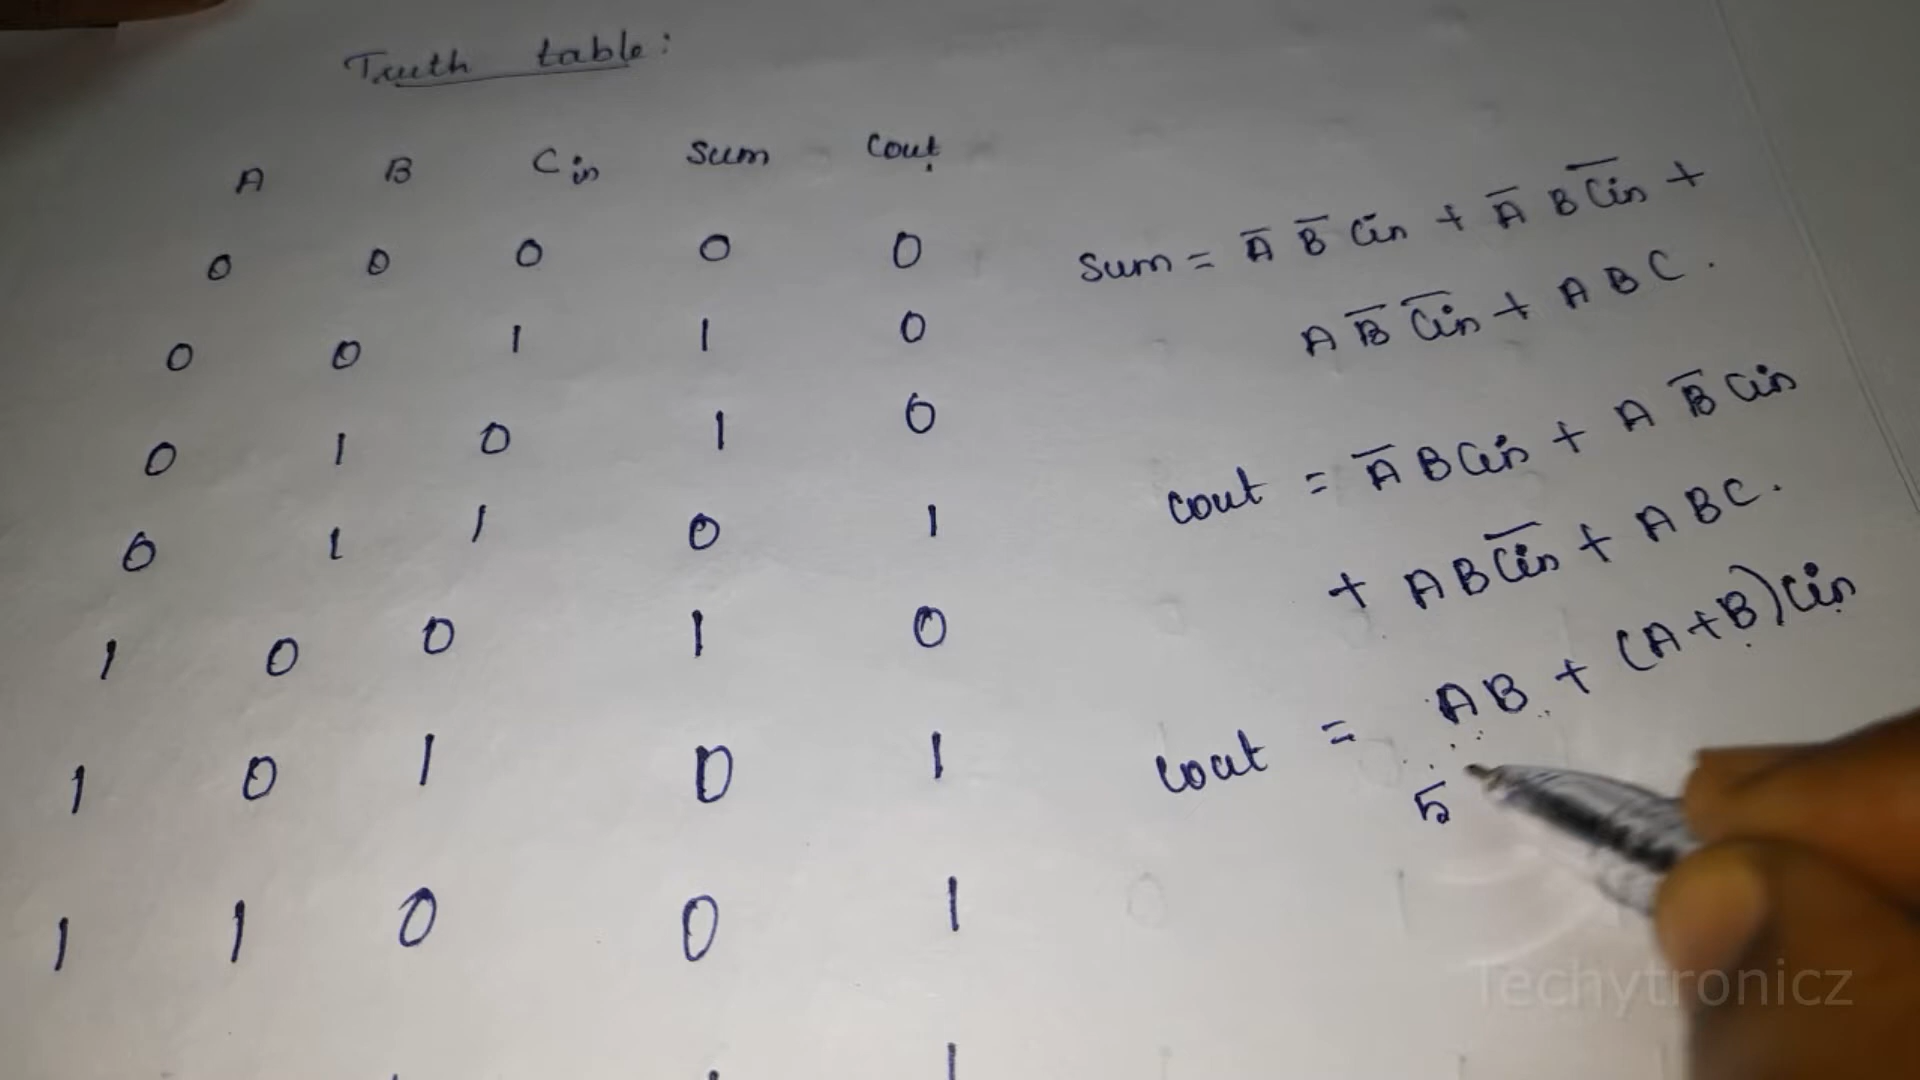 Truth table:
A B Cin Sum Cout
0 0 0 0 0
0 0 1 1 0
0 1 0 1 0
0 1 1 0 1
1 0 0 1 0
1 0 1 0 1
1 1 0 0 1
1
Sum = A̅ B̅ Cin + A̅ B C̅i̅n̅ +
A B̅ C̅i̅n̅ + A B C.
Cout = A̅ B Cin + A B̅ Cin
+ A B C̅i̅n̅ + A B C.
Cout = AB + (A+B)Cin
Techytronicz